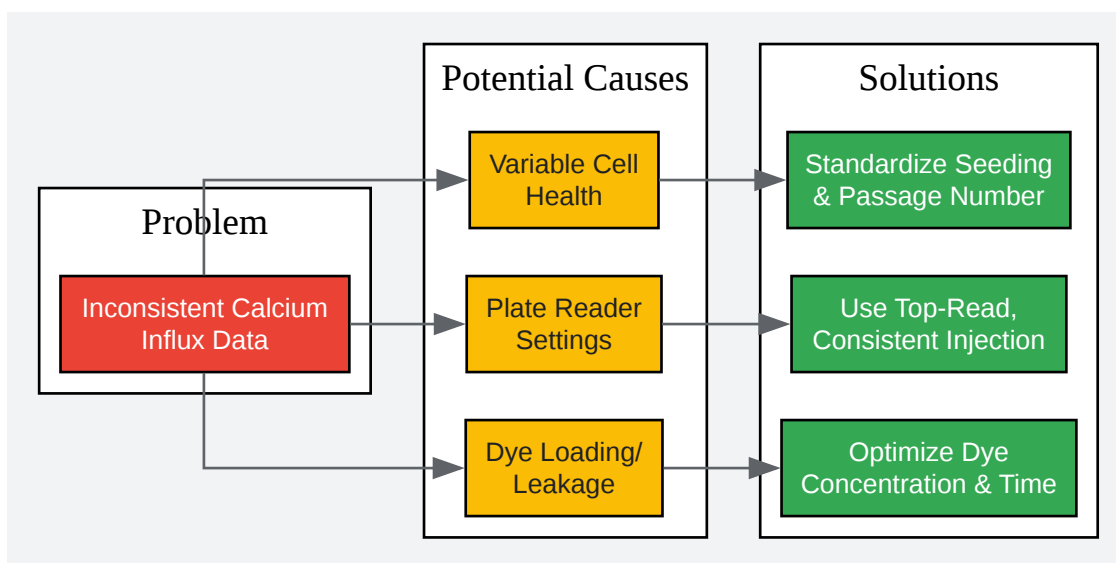 Problem
Inconsistent Calcium
Influx Data
Potential Causes
Variable Cell
Health
Plate Reader
Settings
Dye Loading/
Leakage
Solutions
Standardize Seeding
& Passage Number
Use Top-Read,
Consistent Injection
Optimize Dye
Concentration & Time